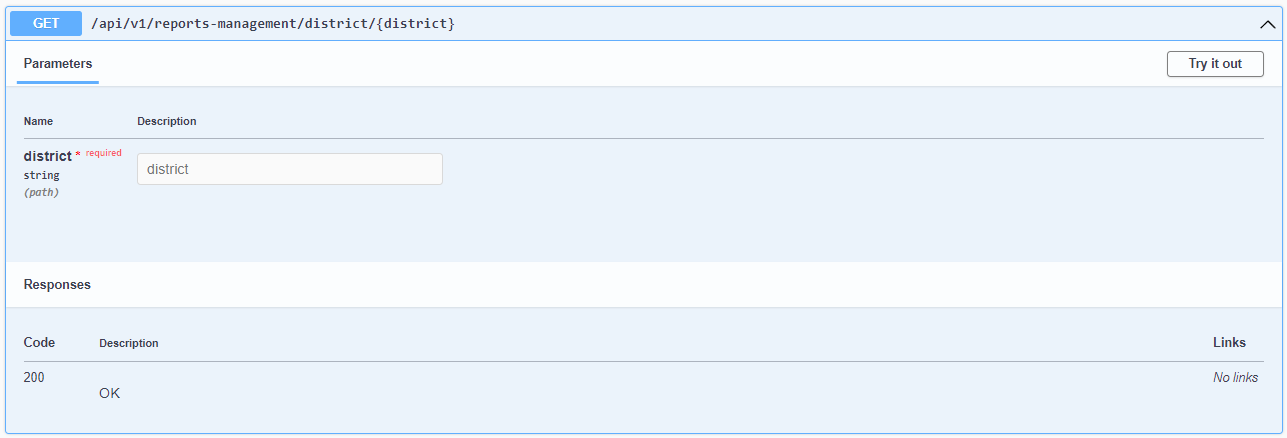 GET /api/v1/reports-management/district/{district}
Parameters Try it out
Name Description
district * required
string
(path)
district
Responses
Code Description Links
200 No links
OK